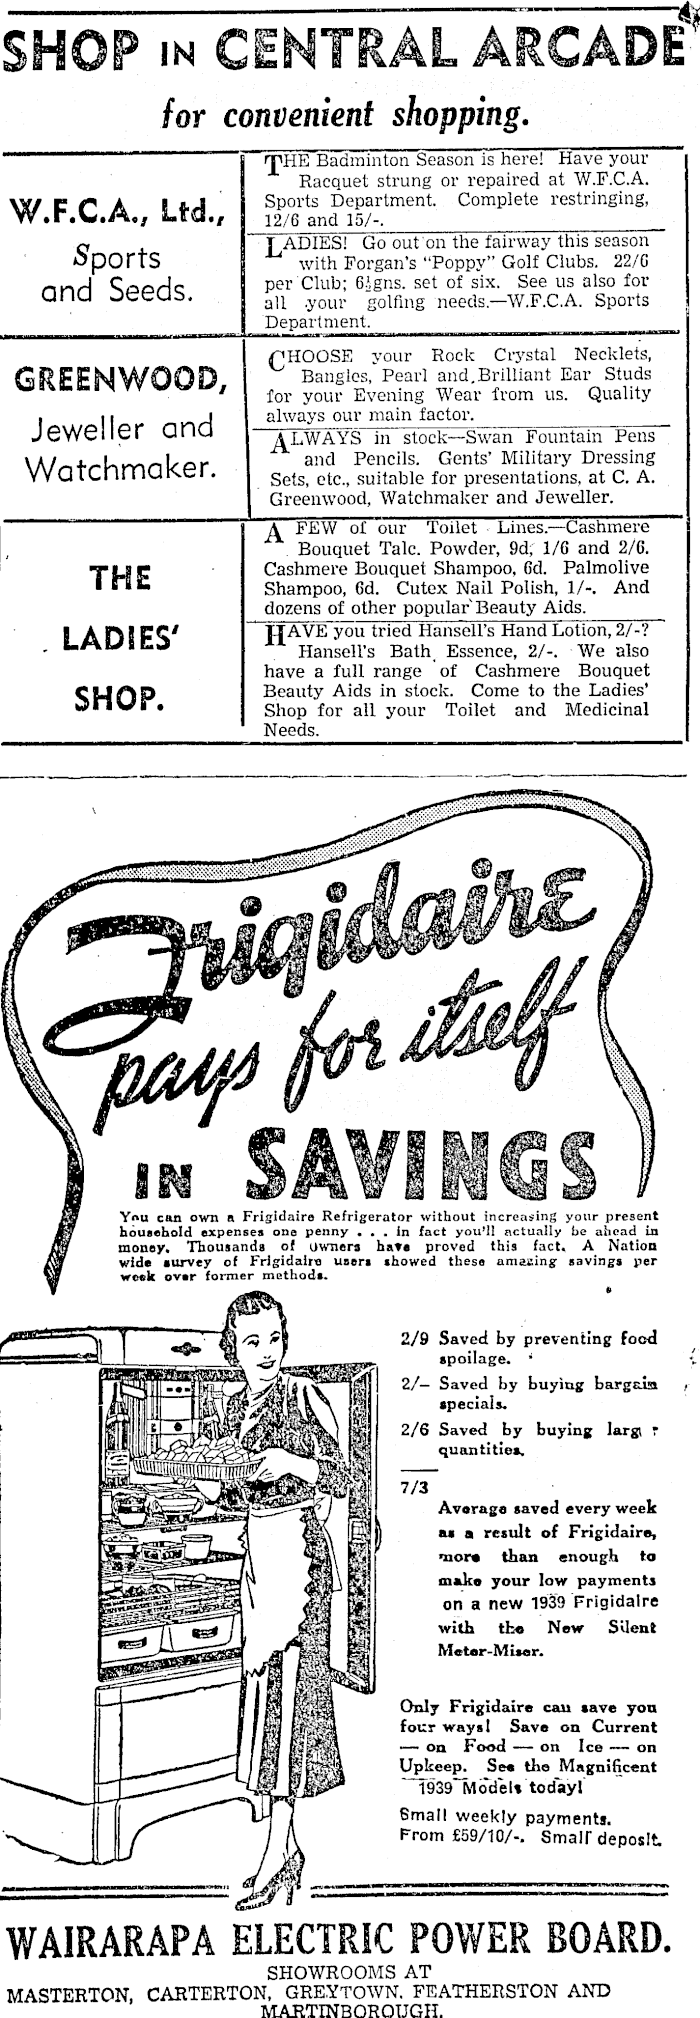 SHOP IN CENTRAL ARCADE
for convenient shopping.
W.F.C.A., Ltd.,
Sports
and Seeds.
THE Badminton Season is here! Have your
Racquet strung or repaired at W.F.C.A.
Sports Department. Complete restringing,
12/6 and 15/-.
LADIES! Go out on the fairway this season
with Forgan's "Poppy" Golf Clubs. 22/6
per Club; 6½gns. set of six. See us also for
all your golfing needs.—W.F.C.A. Sports
Department.
GREENWOOD,
Jeweller and
Watchmaker.
CHOOSE your Rock Crystal Necklets,
Bangles, Pearl and Brilliant Ear Studs
for your Evening Wear from us. Quality
always our main factor.
ALWAYS in stock—Swan Fountain Pens
and Pencils. Gents' Military Dressing
Sets, etc., suitable for presentations, at C. A.
Greenwood, Watchmaker and Jeweller.
THE
LADIES'
SHOP.
A FEW of our Toilet Lines.—Cashmere
Bouquet Talc. Powder, 9d; 1/6 and 2/6.
Cashmere Bouquet Shampoo, 6d. Palmolive
Shampoo, 6d. Cutex Nail Polish, 1/-. And
dozens of other popular Beauty Aids.
HAVE you tried Hansell's Hand Lotion, 2/-?
Hansell's Bath Essence, 2/-. We also
have a full range of Cashmere Bouquet
Beauty Aids in stock. Come to the Ladies'
Shop for all your Toilet and Medicinal
Needs.
Frigidaire
pays for itself
IN SAVINGS
You can own a Frigidaire Refrigerator without increasing your present
household expenses one penny . . . in fact you'll actually be ahead in
money. Thousands of owners have proved this fact. A Nation
wide survey of Frigidaire users showed these amazing savings per
week over former methods.
2/9 Saved by preventing food
spoilage.
2/– Saved by buying bargain
specials.
2/6 Saved by buying large
quantities.
7/3
Average saved every week
as a result of Frigidaire,
more than enough to
make your low payments
on a new 1939 Frigidaire
with the New Silent
Meter-Miser.
Only Frigidaire can save you
four ways! Save on Current
— on Food — on Ice — on
Upkeep. See the Magnificent
1939 Models today!
Small weekly payments.
From £59/10/-. Small deposit.
WAIRARAPA ELECTRIC POWER BOARD.
SHOWROOMS AT
MASTERTON, CARTERTON, GREYTOWN, FEATHERSTON AND
MARTINBOROUGH.